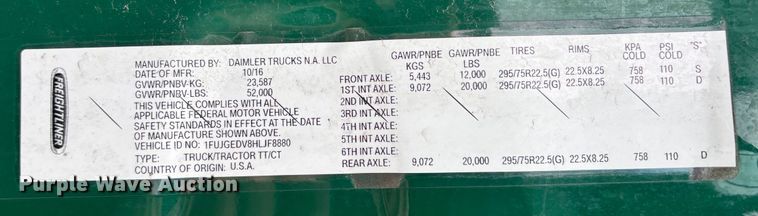 FREIGHTLINER
MANUFACTURED BY: DAIMLER TRUCKS N.A. LLC
DATE OF MFR: 10/16
GVWR/PNBV-KG: 23,587
GVWR/PNBV-LBS: 52,000
THIS VEHICLE COMPLIES WITH ALL
APPLICABLE FEDERAL MOTOR VEHICLE
SAFETY STANDARDS IN EFFECT AT THE DATE
OF MANUFACTURE SHOWN ABOVE.
VEHICLE ID NO: 1FUJGEDV8HLJF8880
TYPE: TRUCK/TRACTOR TT/CT
COUNTRY OF ORIGIN: U.S.A.
GAWR/PNBE KGS GAWR/PNBE LBS TIRES RIMS KPA COLD PSI COLD "S"
FRONT AXLE: 5,443 12,000 295/75R22.5(G) 22.5X8.25 758 110 S
1ST INT AXLE: 9,072 20,000 295/75R22.5(G) 22.5X8.25 758 110 D
2ND INT AXLE:
3RD INT AXLE:
4TH INT AXLE:
5TH INT AXLE:
6TH INT AXLE:
REAR AXLE: 9,072 20,000 295/75R22.5(G) 22.5X8.25 758 110 D
Purple Wave Auction